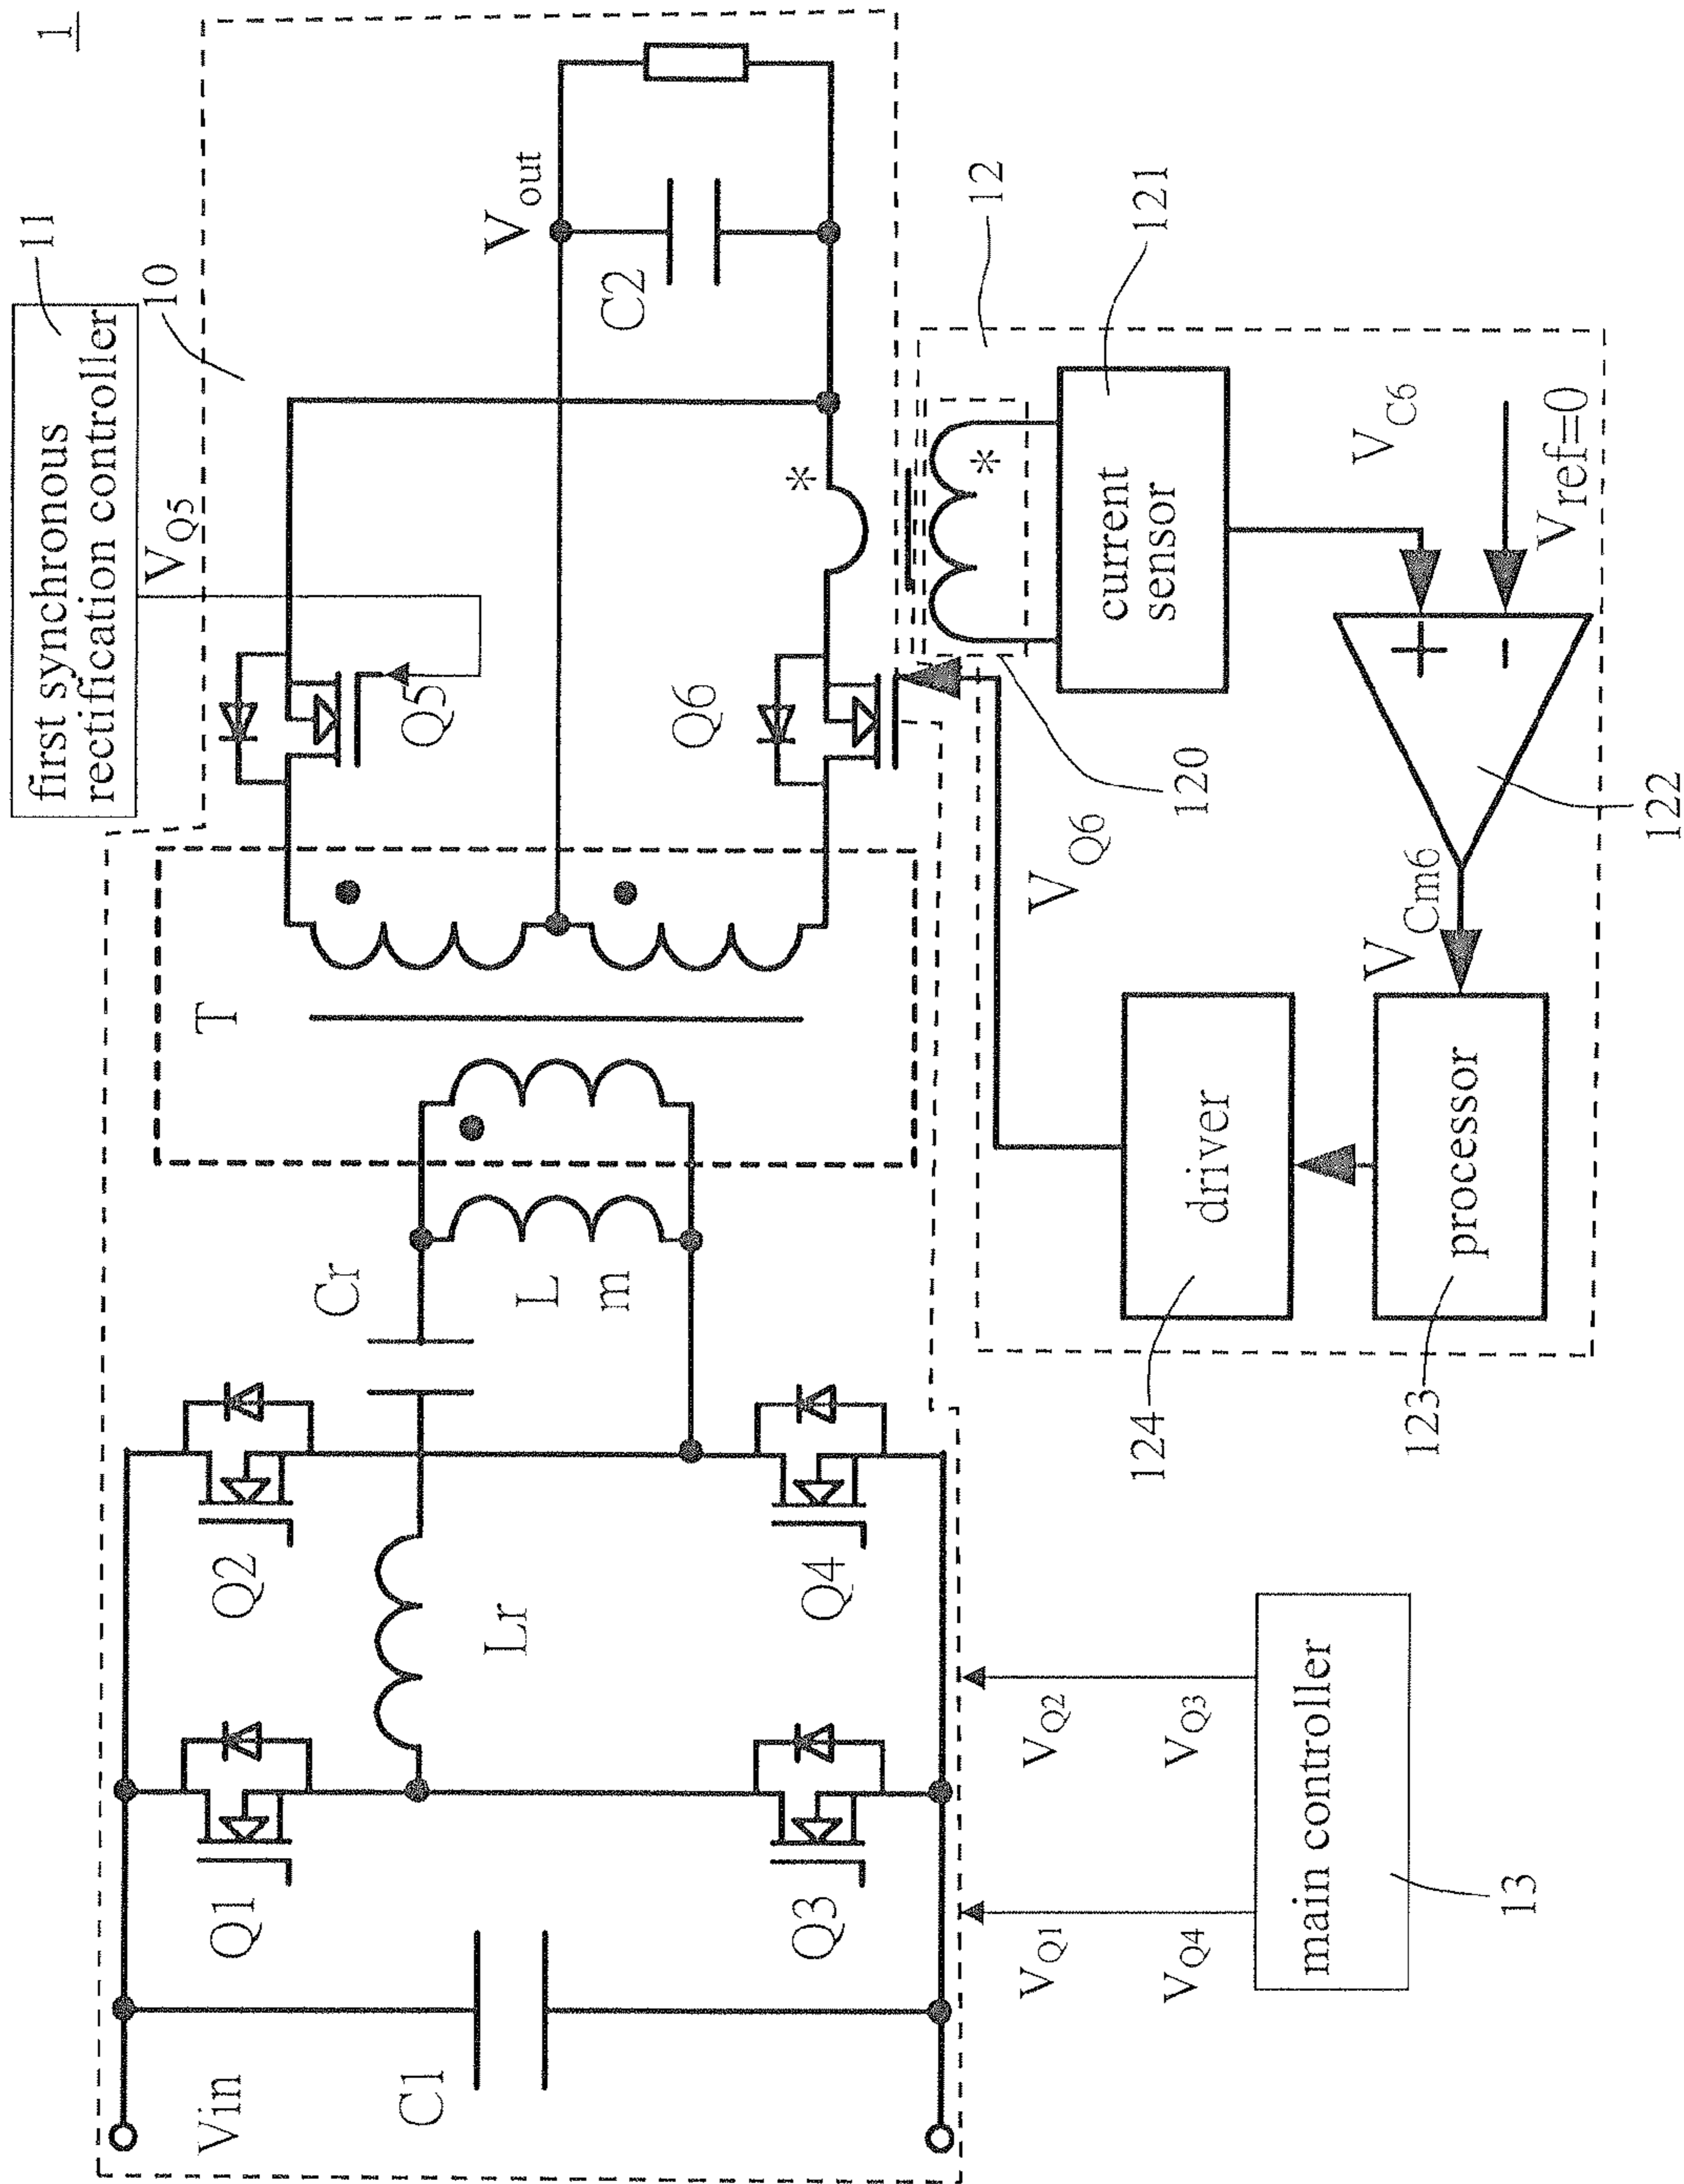 1
first synchronous
rectification controller
11
V_Q5
10
V_out
C2
Q5
Q6
T
Cr
L
m
Q2
Lr
Q4
Q1
Q3
Vin
C1
12
121
current
sensor
120
V_C6
V_ref=0
+
-
122
V_Cm6
V_Q6
driver
124
processor
123
V_Q2
V_Q3
V_Q1
V_Q4
main controller
13
*
*